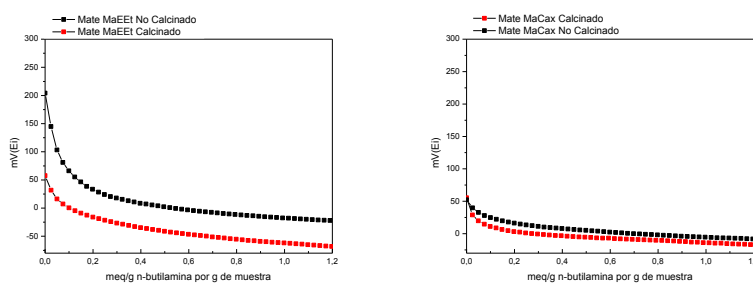 Mate MaEEt No Calcinado
Mate MaEEt Calcinado
300
250
200
150
100
50
0
-50
mV(Ei)
0,0 0,2 0,4 0,6 0,8 1,0 1,2
meq/g n-butilamina por g de muestra
Mate MaCax Calcinado
Mate MaCax No Calcinado
300
250
200
150
100
50
0
mV(Ei)
0,0 0,2 0,4 0,6 0,8 1,0 1,2
meq/g n-butilamina por g de muestra